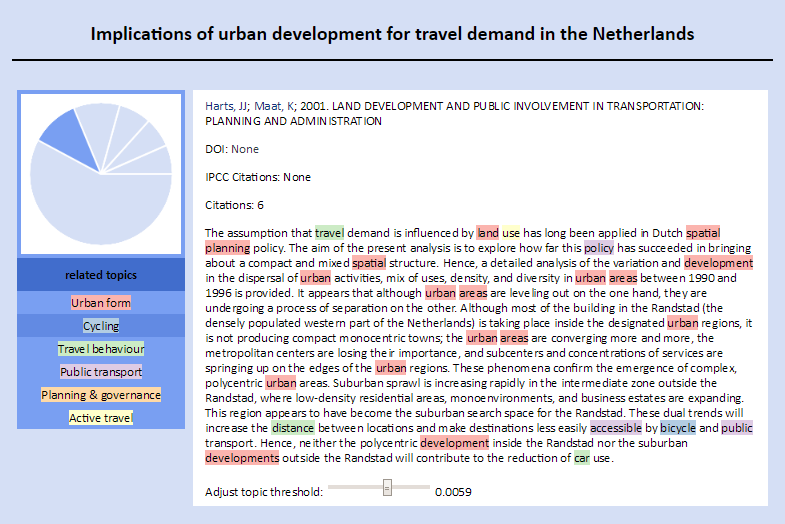 Implications of urban development for travel demand in the Netherlands
Harts, JJ; Maat, K; 2001. LAND DEVELOPMENT AND PUBLIC INVOLVEMENT IN TRANSPORTATION:
PLANNING AND ADMINISTRATION
DOI: None
IPCC Citations: None
Citations: 6
The assumption that travel demand is influenced by land use has long been applied in Dutch spatial
planning policy. The aim of the present analysis is to explore how far this policy has succeeded in bringing
about a compact and mixed spatial structure. Hence, a detailed analysis of the variation and development
in the dispersal of urban activities, mix of uses, density, and diversity in urban areas between 1990 and
1996 is provided. It appears that although urban areas are leveling out on the one hand, they are
undergoing a process of separation on the other. Although most of the building in the Randstad (the
densely populated western part of the Netherlands) is taking place inside the designated urban regions, it
is not producing compact monocentric towns; the urban areas are converging more and more, the
metropolitan centers are losing their importance, and subcenters and concentrations of services are
springing up on the edges of the urban regions. These phenomena confirm the emergence of complex,
polycentric urban areas. Suburban sprawl is increasing rapidly in the intermediate zone outside the
Randstad, where low-density residential areas, monoenvironments, and business estates are expanding.
This region appears to have become the suburban search space for the Randstad. These dual trends will
increase the distance between locations and make destinations less easily accessible by bicycle and public
transport. Hence, neither the polycentric development inside the Randstad nor the suburban
developments outside the Randstad will contribute to the reduction of car use.
Adjust topic threshold: 0.0059
related topics
Urban form
Cycling
Travel behaviour
Public transport
Planning & governance
Active travel